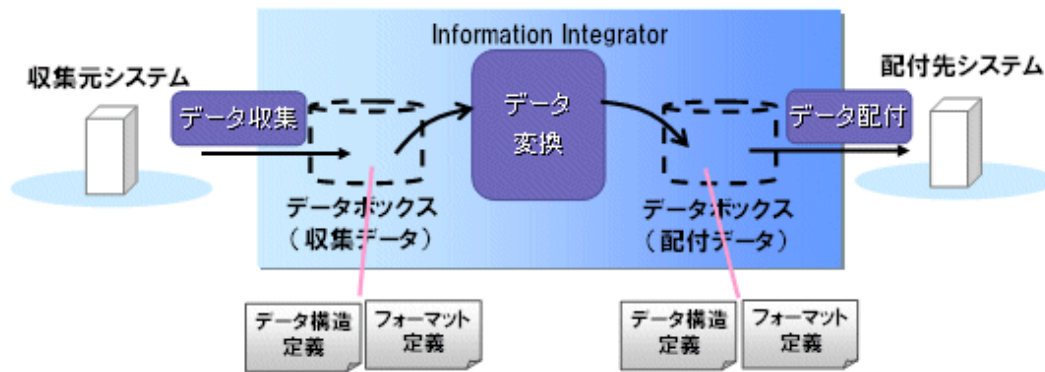 Information Integrator
収集元システム
配付先システム
データ収集
データ
変換
データ配付
データボックス
(収集データ)
データボックス
(配付データ)
データ構造
定義
フォーマット
定義
データ構造
定義
フォーマット
定義